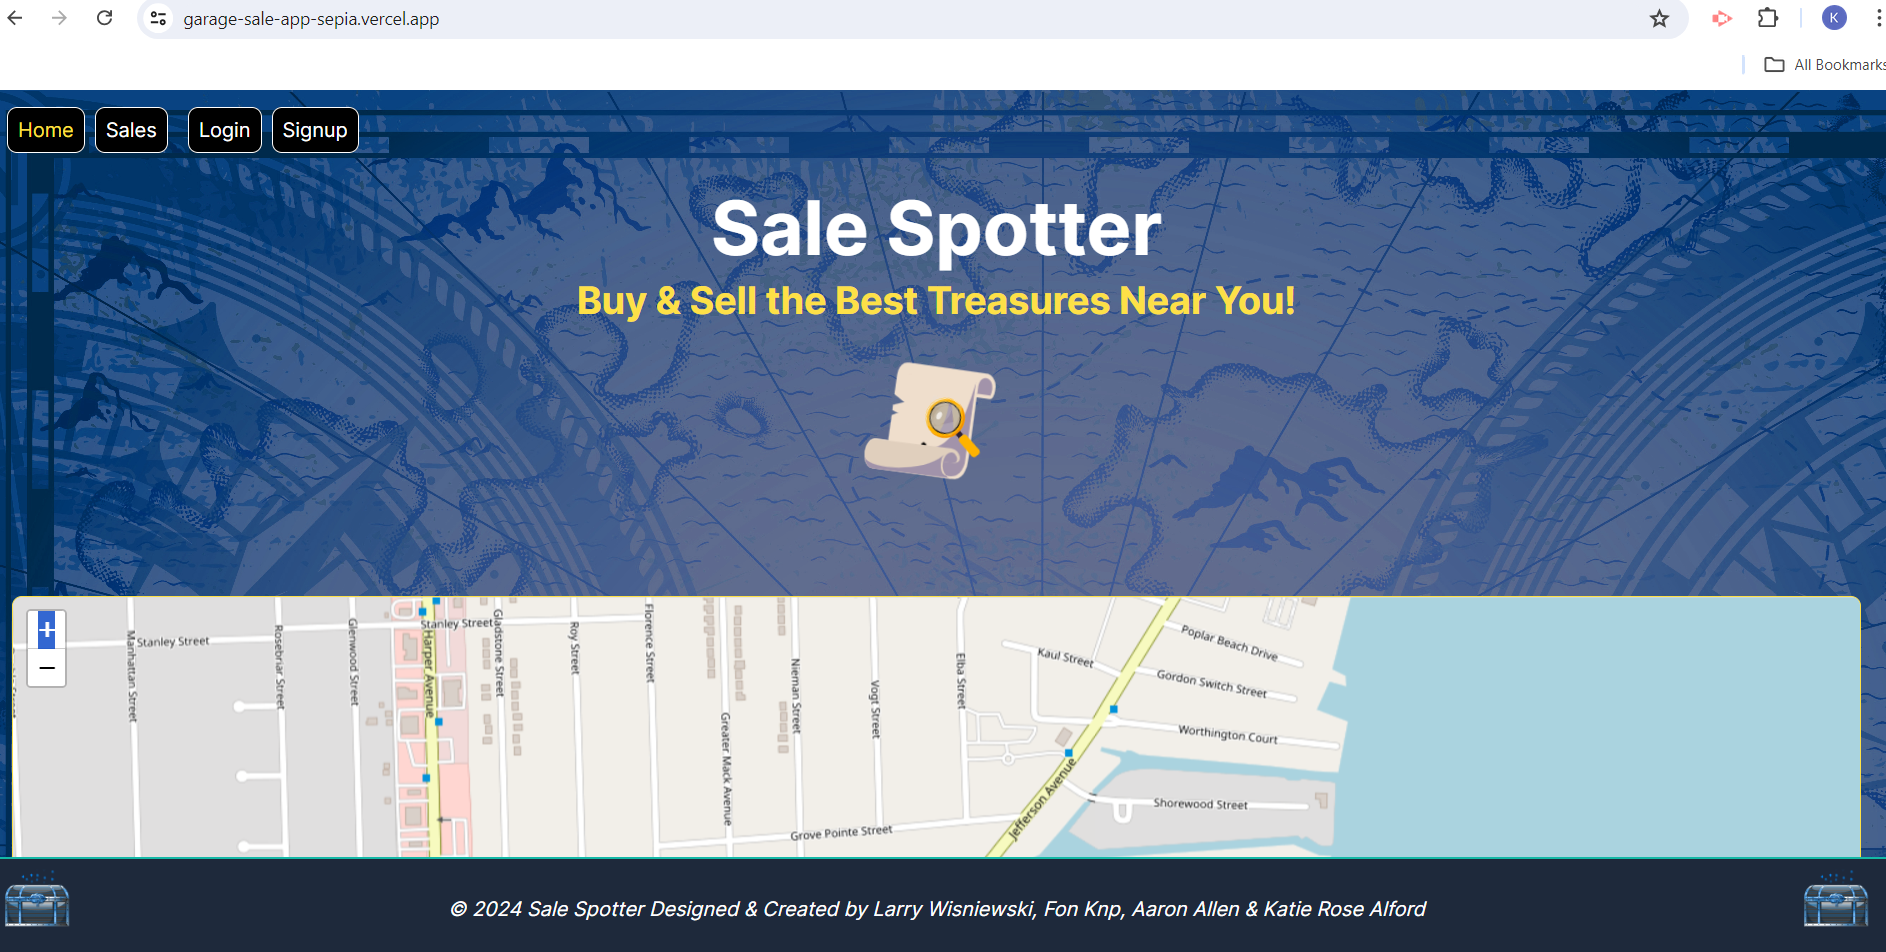 garage-sale-app-sepia.vercel.app
K
All Bookmarks
Home Sales Login Signup
Sale Spotter
Buy & Sell the Best Treasures Near You!
+
−
Stanley Street
Manhattan Street
Rosebriar Street
Glenwood Street
Harper Avenue
Stanley Street
Gladstone Street
Roy Street
Florence Street
Greater Mack Avenue
Nieman Street
Vogt Street
Elba Street
Grove Pointe Street
Kaul Street
Poplar Beach Drive
Gordon Switch Street
Worthington Court
Jefferson Avenue
Shorewood Street
© 2024 Sale Spotter Designed & Created by Larry Wisniewski, Fon Knp, Aaron Allen & Katie Rose Alford